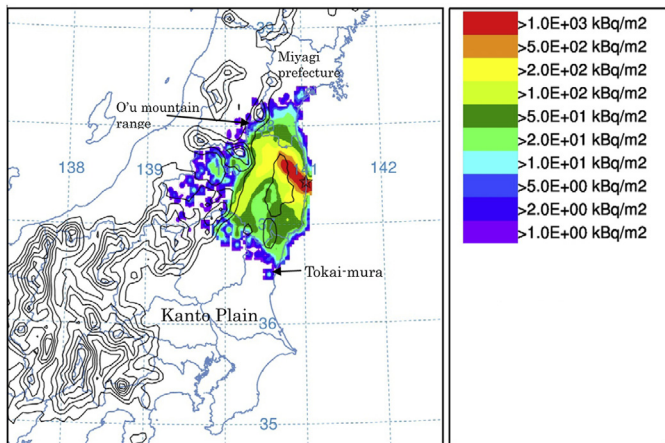 39
Miyagi
prefecture
O'u mountain
range
138
139
142
Tokai-mura
Kanto Plain
36
35
>1.0E+03 kBq/m2
>5.0E+02 kBq/m2
>2.0E+02 kBq/m2
>1.0E+02 kBq/m2
>5.0E+01 kBq/m2
>2.0E+01 kBq/m2
>1.0E+01 kBq/m2
>5.0E+00 kBq/m2
>2.0E+00 kBq/m2
>1.0E+00 kBq/m2